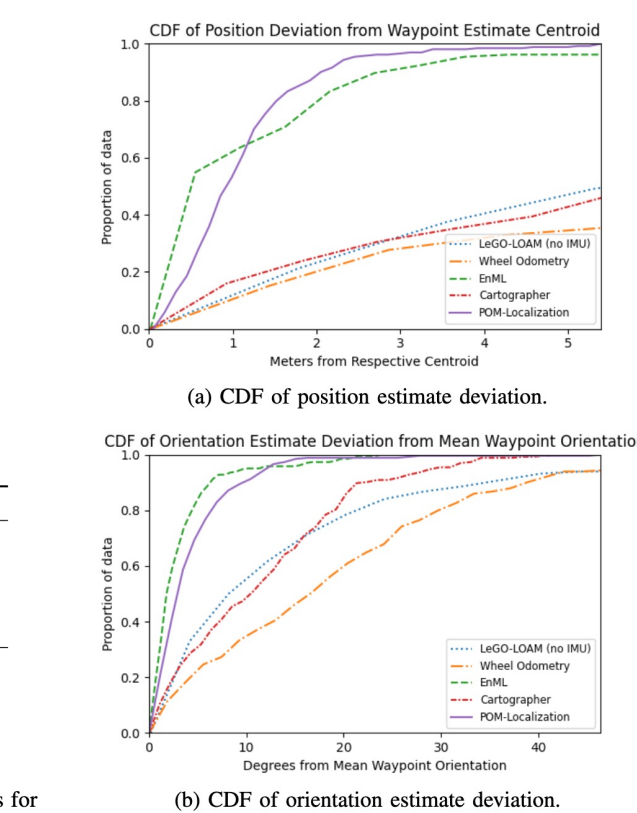 CDF of Position Deviation from Waypoint Estimate Centroid
1.0
0.8
0.6
0.4
0.2
0.0
Proportion of data
LeGO-LOAM (no IMU)
Wheel Odometry
EnML
Cartographer
POM-Localization
0 1 2 3 4 5
Meters from Respective Centroid
(a) CDF of position estimate deviation.
CDF of Orientation Estimate Deviation from Mean Waypoint Orientatio
1.0
0.8
0.6
0.4
0.2
0.0
Proportion of data
LeGO-LOAM (no IMU)
Wheel Odometry
EnML
Cartographer
POM-Localization
0 10 20 30 40
Degrees from Mean Waypoint Orientation
s for
(b) CDF of orientation estimate deviation.